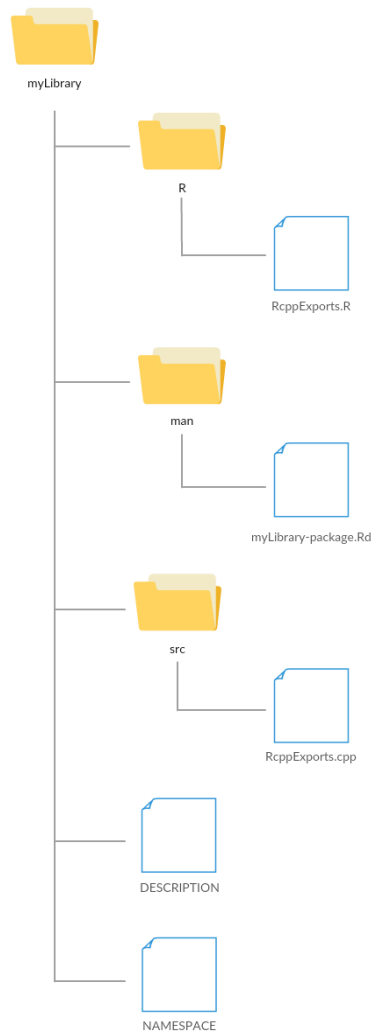 myLibrary
R
RcppExports.R
man
myLibrary-package.Rd
src
RcppExports.cpp
DESCRIPTION
NAMESPACE